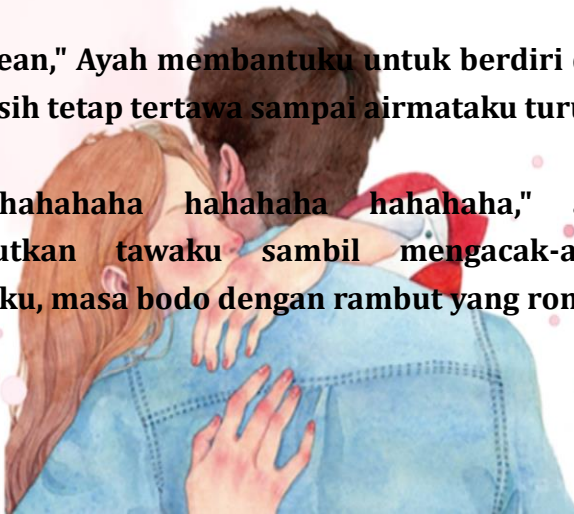 ean," Ayah membantuku untuk berdiri
sih tetap tertawa sampai airmataku turu
hahahaha hahahaha hahahaha,"
utkan tawaku sambil mengacak-a
ku, masa bodo dengan rambut yang ron